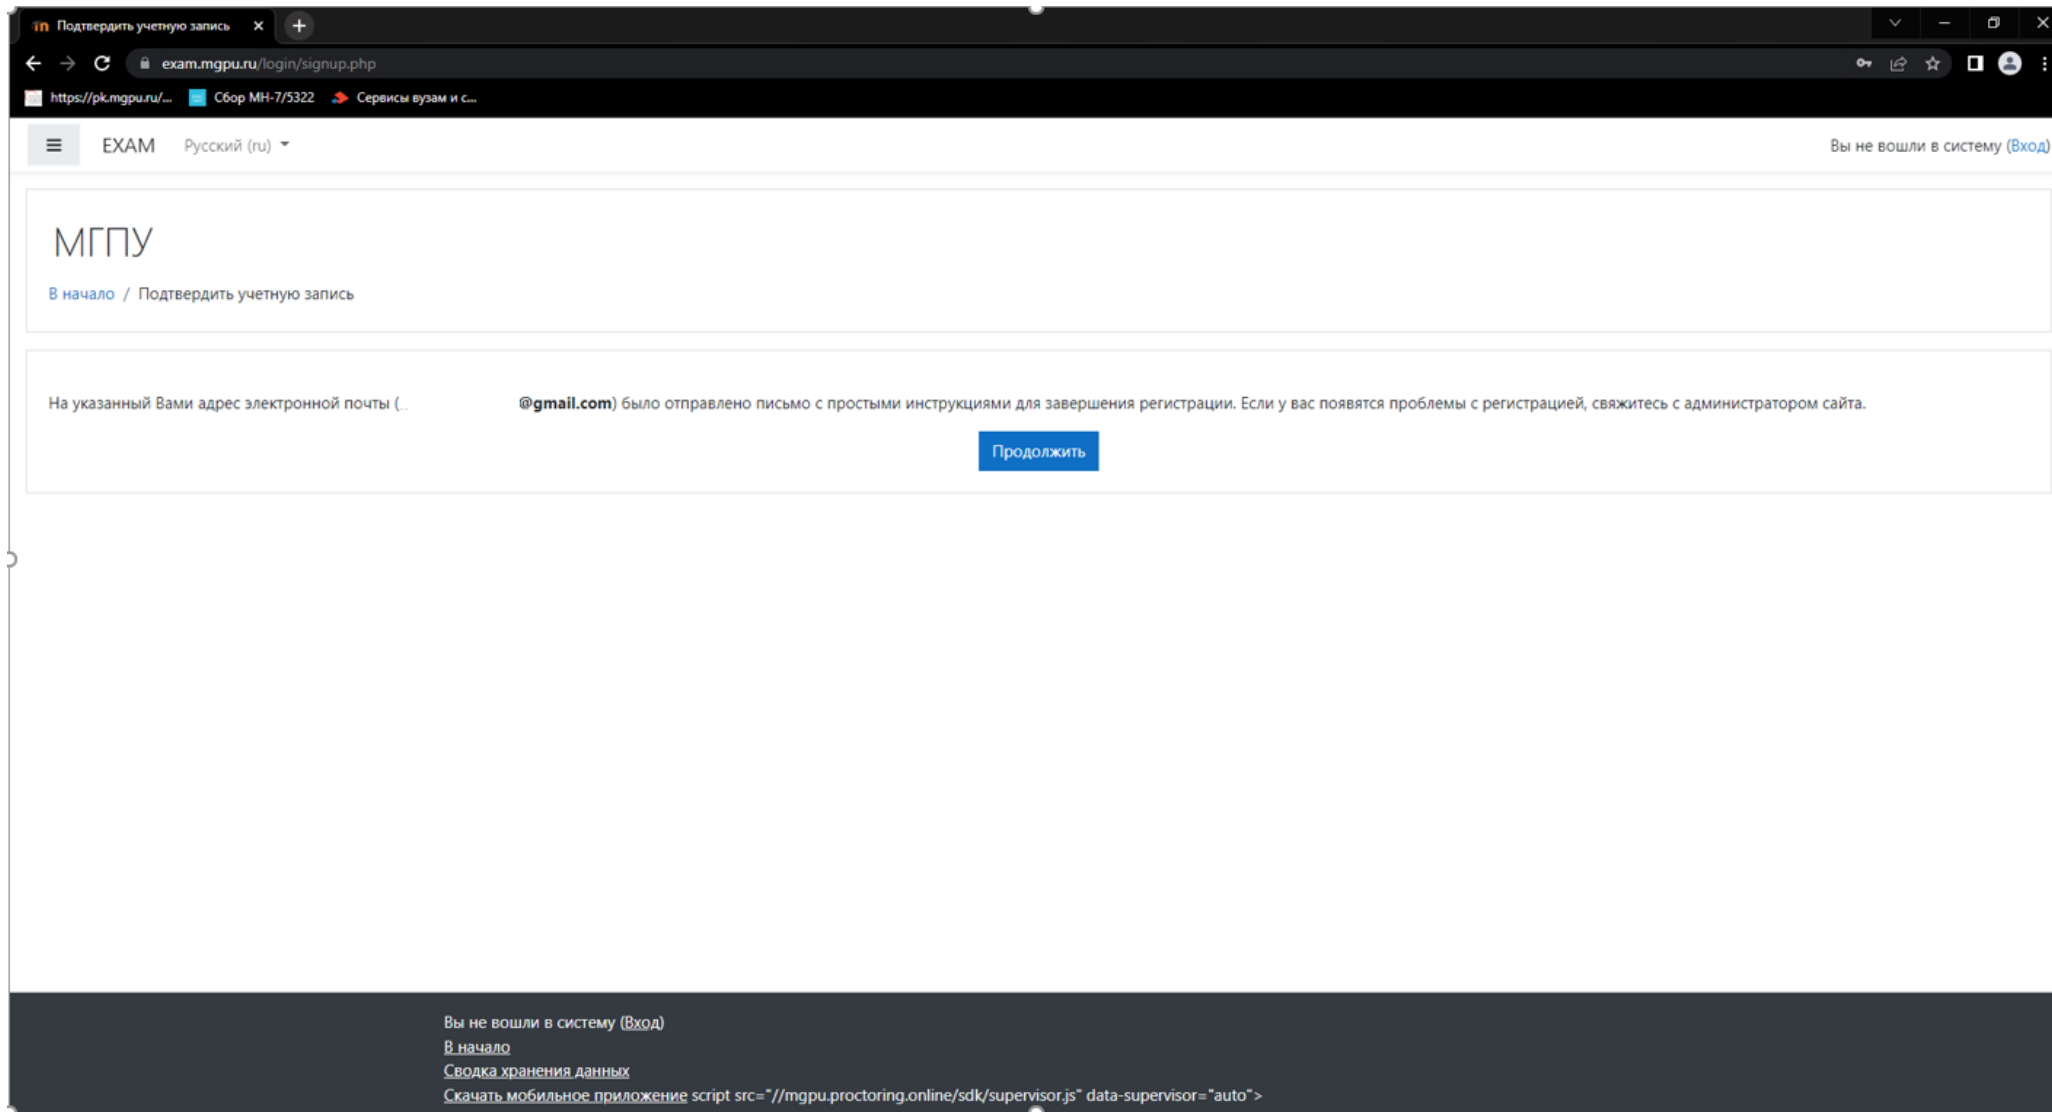 Подтвердить учетную запись
exam.mgpu.ru/login/signup.php
https://pk.mgpu.ru/... Сбор МН-7/5322 Сервисы вузам и с...
EXAM Русский (ru) Вы не вошли в систему (Вход)
МГПУ
В начало / Подтвердить учетную запись
На указанный Вами адрес электронной почты ( @gmail.com) было отправлено письмо с простыми инструкциями для завершения регистрации. Если у вас появятся проблемы с регистрацией, свяжитесь с администратором сайта.
Продолжить
Вы не вошли в систему (Вход)
В начало
Сводка хранения данных
Скачать мобильное приложение script src="//mgpu.proctoring.online/sdk/supervisor.js" data-supervisor="auto">